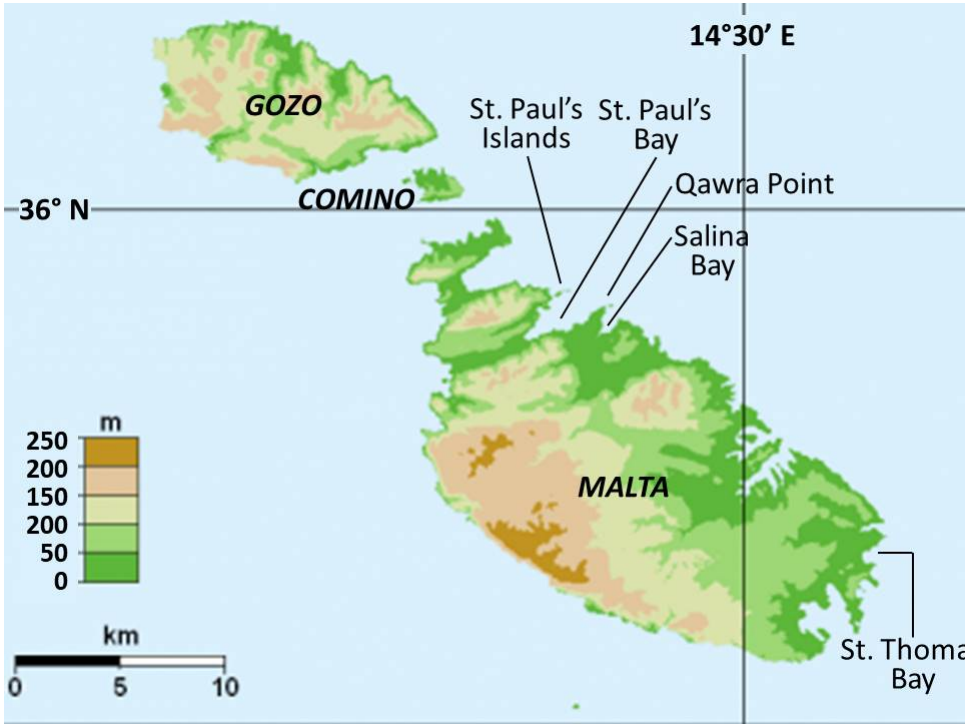 14°30’ E
GOZO
St. Paul’s
Islands
St. Paul’s
Bay
Qawra Point
COMINO
36° N
Salina
Bay
m
250
200
150
200
50
0
MALTA
km
0 5 10
St. Thoma
Bay